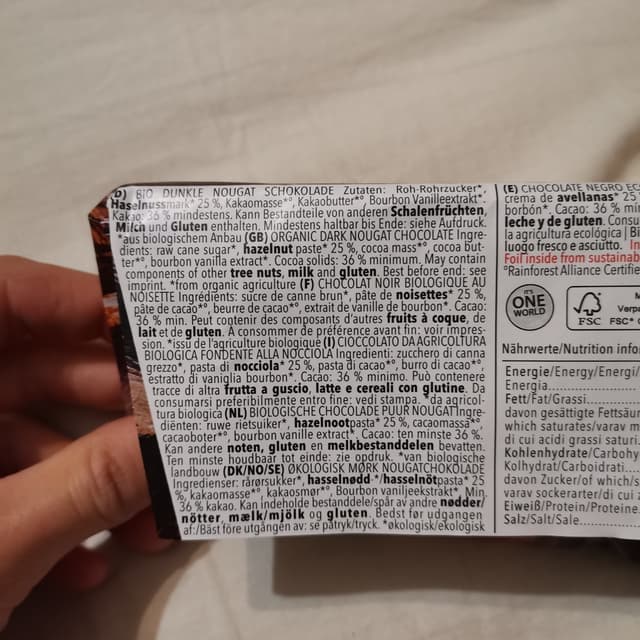 (D) BIO DUNKLE NOUGAT SCHOKOLADE Zutaten: Roh-Rohrzucker*,
Haselnussmark* 25 %, Kakaomasse*°, Kakaobutter*°, Bourbon Vanilleextrakt*.
Kakao: 36 % mindestens. Kann Bestandteile von anderen Schalenfrüchten,
Milch und Gluten enthalten. Mindestens haltbar bis Ende: siehe Aufdruck.
*aus biologischem Anbau (GB) ORGANIC DARK NOUGAT CHOCOLATE Ingre-
dients: raw cane sugar*, hazelnut paste* 25 %, cocoa mass*°, cocoa but-
ter*°, bourbon vanilla extract*. Cocoa solids: 36 % minimum. May contain
components of other tree nuts, milk and gluten. Best before end: see
imprint. *from organic agriculture (F) CHOCOLAT NOIR BIOLOGIQUE AU
NOISETTE Ingrédients: sucre de canne brun*, pâte de noisettes* 25 %,
pâte de cacao*°, beurre de cacao*°, extrait de vanille de bourbon*. Cacao:
36 % min. Peut contenir des composants d'autres fruits à coque, de
lait et de gluten. A consommer de préférence avant fin: voir impres-
sion. *issu de l'agriculture biologique (I) CIOCCOLATO DA AGRICOLTURA
BIOLOGICA FONDENTE ALLA NOCCIOLA Ingredienti: zucchero di canna
grezzo*, pasta di nocciola* 25 %, pasta di cacao*°, burro di cacao*°
estratto di vaniglia bourbon*. Cacao: 36 % minimo. Può contenere
tracce di altra frutta a guscio, latte e cereali con glutine. Da
consumarsi preferibilmente entro fine: vedi stampa. *da agricol-
tura biologica (NL) BIOLOGISCHE CHOCOLADE PUUR NOUGAT Ingre-
diënten: ruwe rietsuiker*, hazelnootpasta* 25 %, cacaomassa*°,
cacaoboter*°, bourbon vanille extract*. Cacao: ten minste 36 %.
Kan andere noten, gluten en melkbestanddelen bevatten.
Ten minste houdbaar tot einde: zie opdruk. *van biologische
landbouw (DK/NO/SE) ØKOLOGISK MØRK NOUGATCHOKOLADE
Ingredienser: rårørsukker*, hasselnød-*/hasselnötpasta* 25
%, kakaomasse*°, kakaosmør*°, Bourbon vaniljeekstrakt*. Min.
36 % kakao. Kan indeholde bestanddele/spår av andre nødder/
nötter, mælk/mjölk og gluten. Bedst før udgangen
af:/Bäst före utgången av: se påtryk/tryck. *økologisk/ekologisk
(E) CHOCOLATE NEGRO EC
crema de avellanas* 25 %
borbón*. Cacao: 36 %
leche y de gluten. Consu
la agricultura ecológica | Bi
luogo fresco e asciutto. In
Foil inside from sustainab
°Rainforest Alliance Certifie
IT'S
ONE
WORLD
FSC
M
Verpa
FSC® C
Nährwerte/Nutrition infor
Energie/Energy/Energi/
Energia
Fett/Fat/Grassi
davon gesättigte Fettsäu
which saturates/varav m
di cui acidi grassi saturi
Kohlenhydrate/Carbohy
Kolhydrat/Carboidrati
davon Zucker/of which/s
varav sockerarter/di cui z
Eiweiß/Protein/Proteine
Salz/Salt/Sale